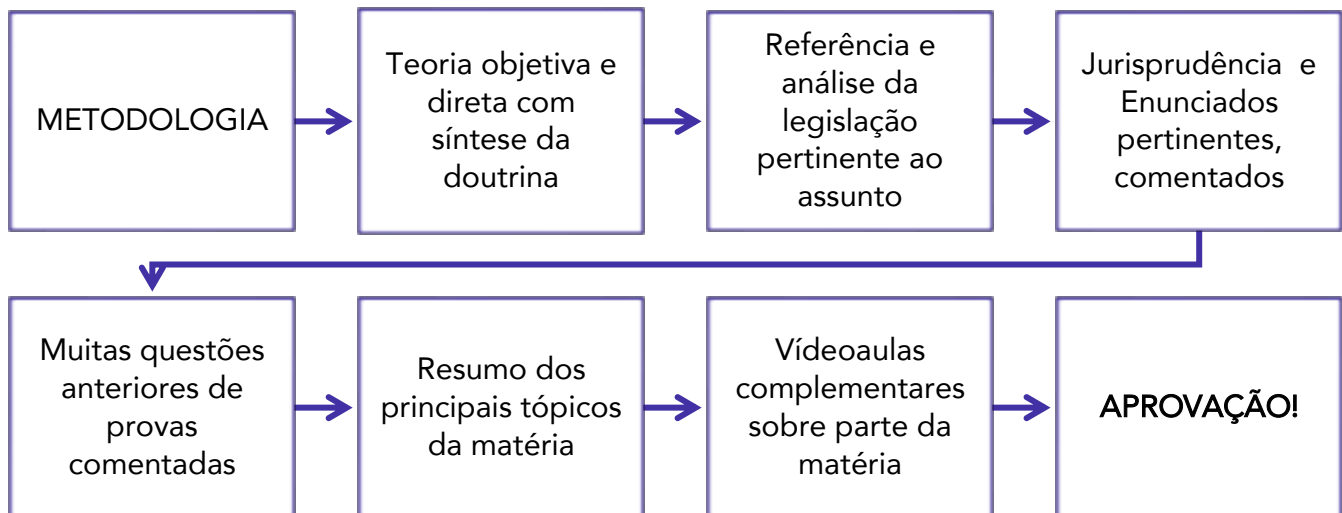 METODOLOGIA
Teoria objetiva e
direta com
síntese da
doutrina
Referência e
análise da
legislação
pertinente ao
assunto
Jurisprudência e
Enunciados
pertinentes,
comentados
Muitas questões
anteriores de
provas
comentadas
Resumo dos
principais tópicos
da matéria
Vídeoaulas
complementares
sobre parte da
matéria
APROVAÇÃO!